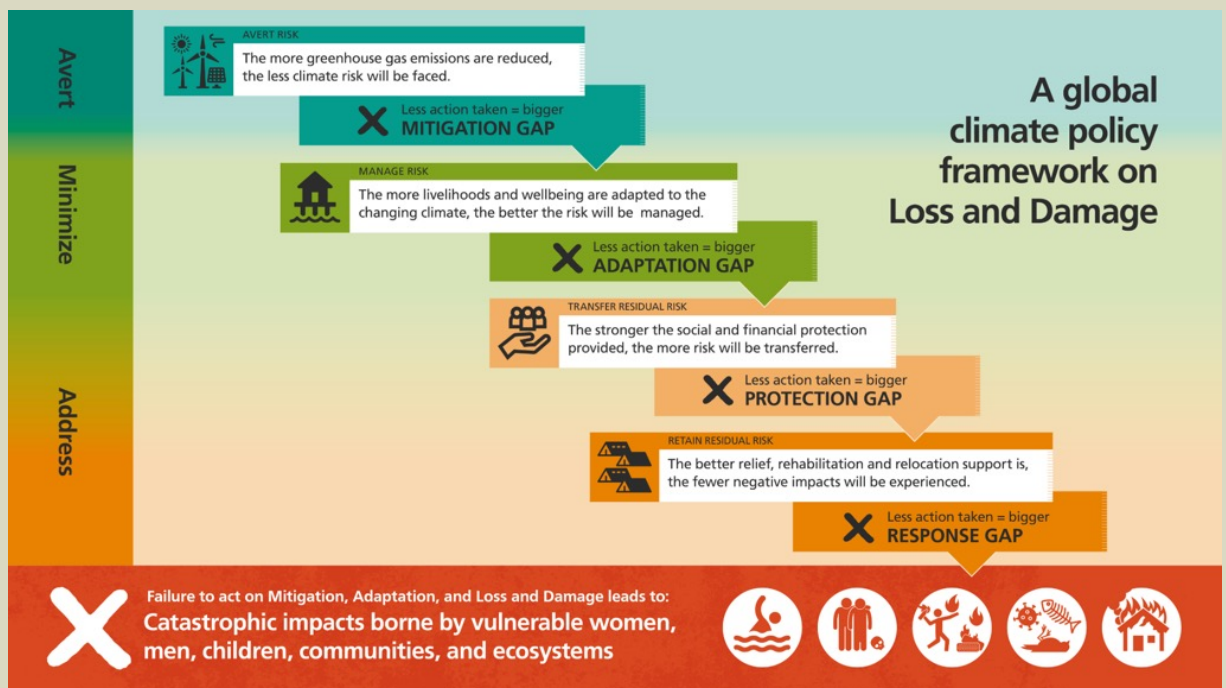 Avert
Minimize
Address
A global
climate policy
framework on
Loss and Damage
AVERT RISK
The more greenhouse gas emissions are reduced,
the less climate risk will be faced.
Less action taken = bigger
MITIGATION GAP
MANAGE RISK
The more livelihoods and wellbeing are adapted to the
changing climate, the better the risk will be managed.
Less action taken = bigger
ADAPTATION GAP
TRANSFER RESIDUAL RISK
The stronger the social and financial protection
provided, the more risk will be transferred.
Less action taken = bigger
PROTECTION GAP
RETAIN RESIDUAL RISK
The better relief, rehabilitation and relocation support is,
the fewer negative impacts will be experienced.
Less action taken = bigger
RESPONSE GAP
Failure to act on Mitigation, Adaptation, and Loss and Damage leads to:
Catastrophic impacts borne by vulnerable women,
men, children, communities, and ecosystems